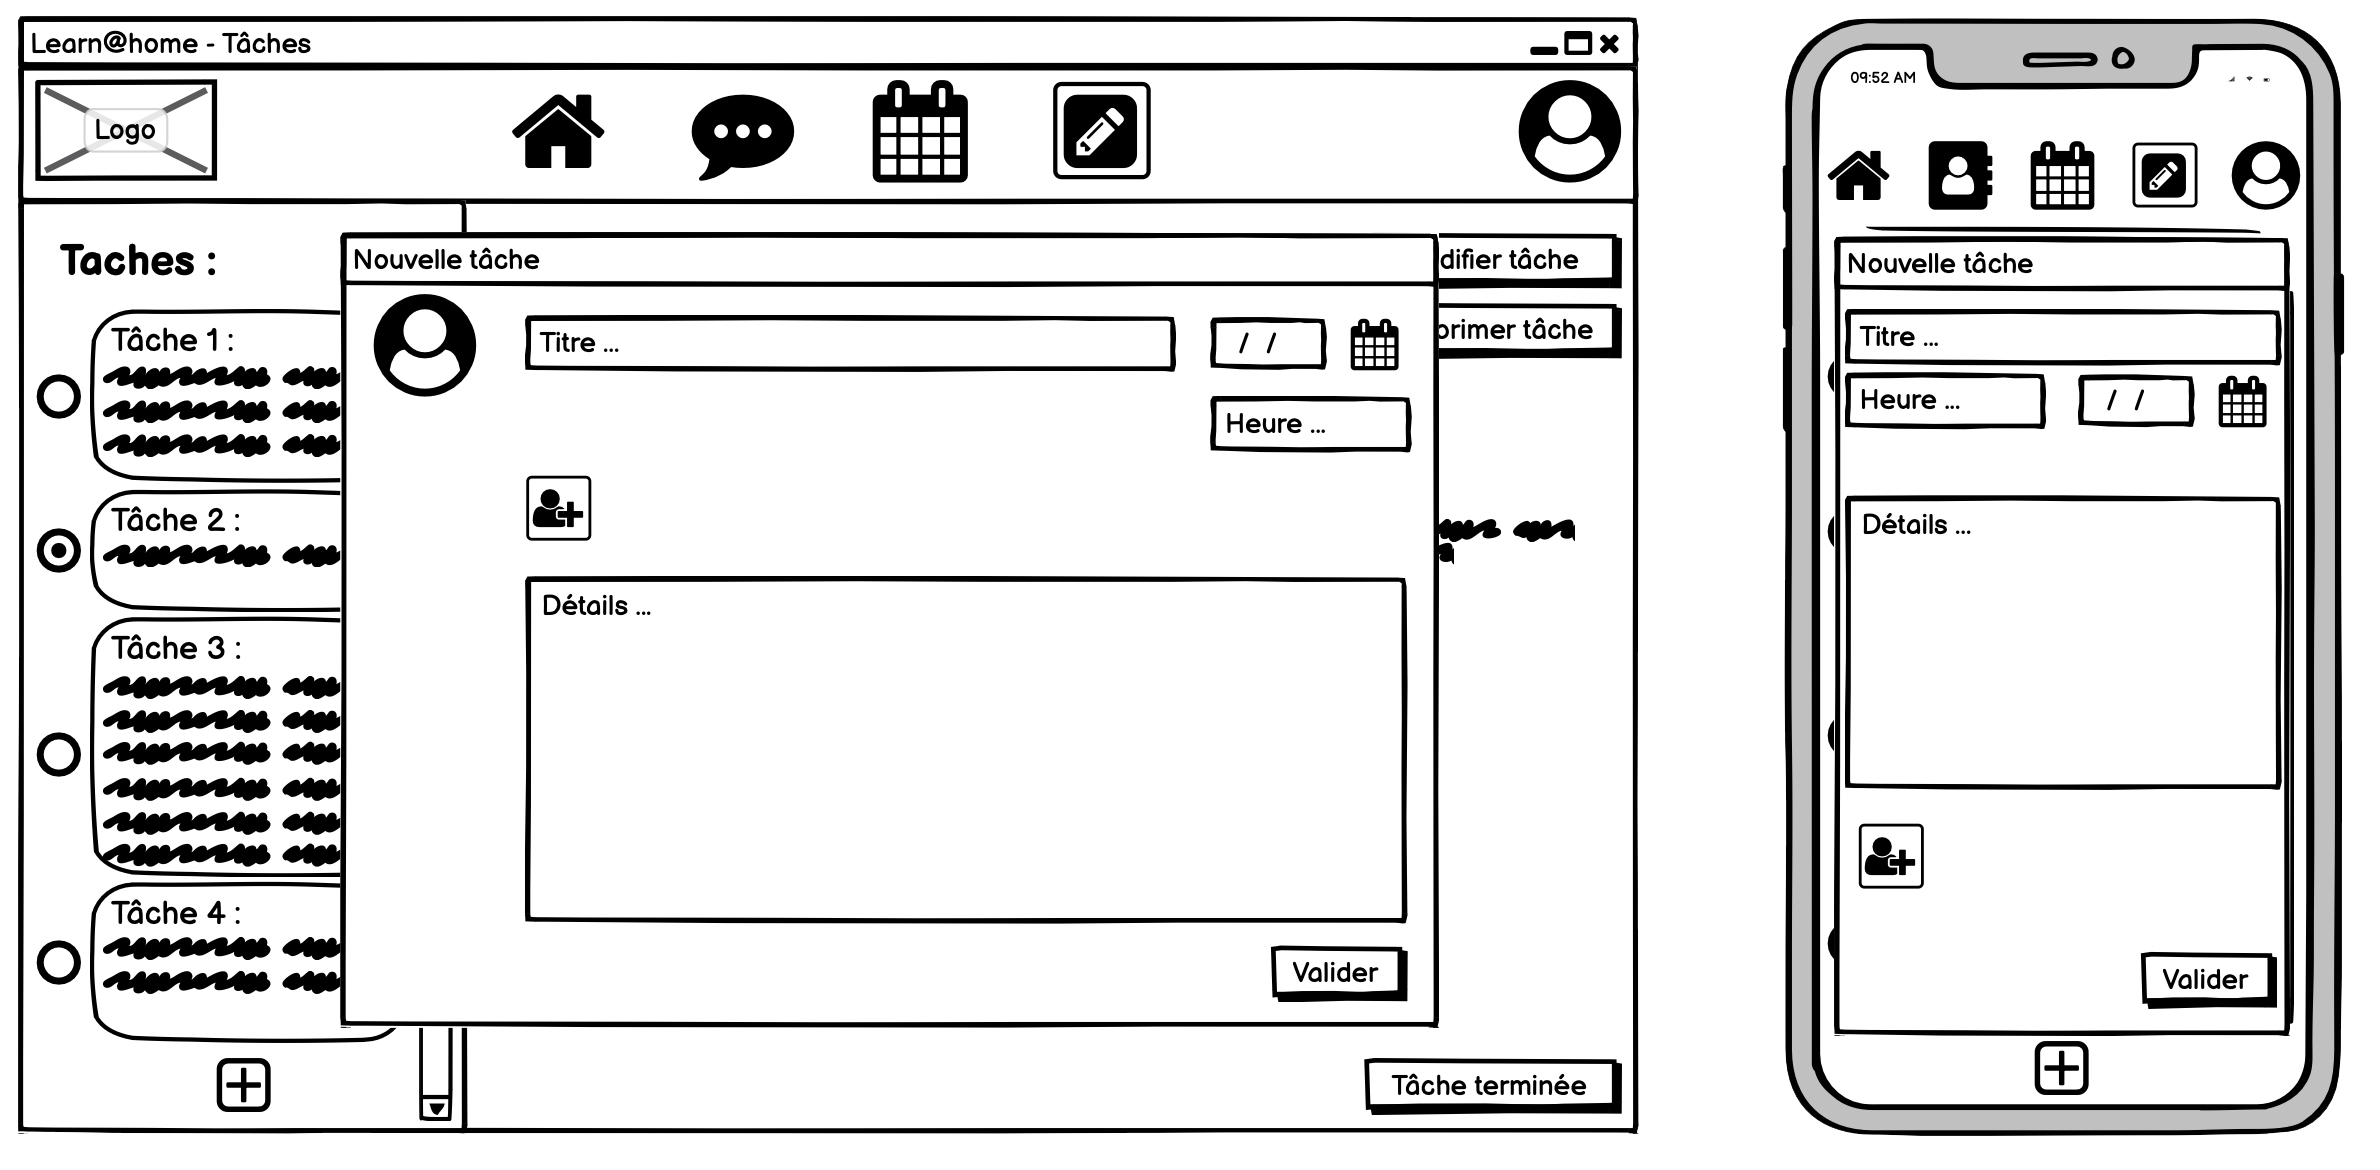 Learn@home - Tâches
Logo
Taches :
Tâche 1 :
Tâche 2 :
Tâche 3 :
Tâche 4 :
Nouvelle tâche
Titre ...
/ /
Heure ...
Détails ...
Valider
difier tâche
primer tâche
Tâche terminée
09:52 AM
Nouvelle tâche
Titre ...
Heure ...
/ /
Détails ...
Valider